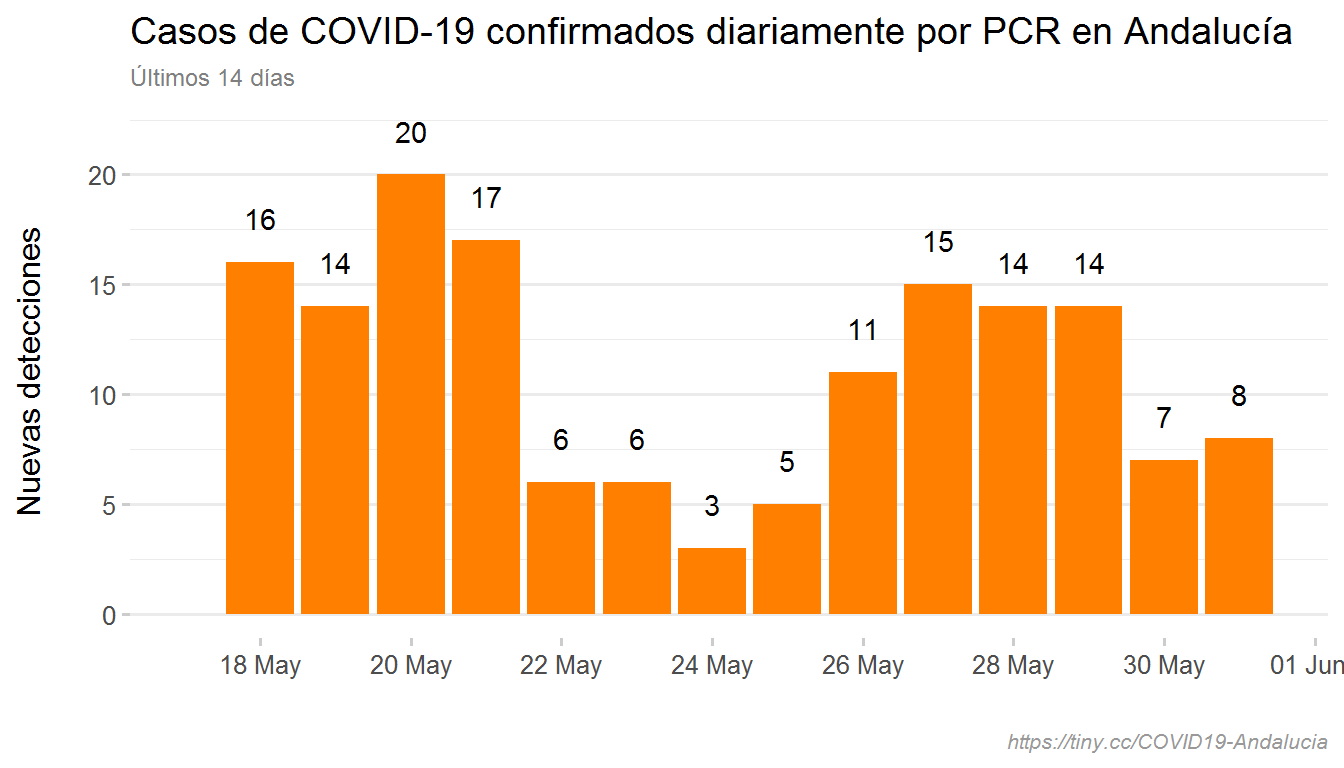 Casos de COVID-19 confirmados diariamente por PCR en Andalucía
Últimos 14 días
Nuevas detecciones
20
15
10
5
0
16
14
20
17
6
6
3
5
11
15
14
14
7
8
18 May
20 May
22 May
24 May
26 May
28 May
30 May
01 Jun
https://tiny.cc/COVID19-Andalucia